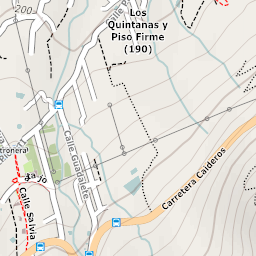 200
Los
Quintanas y
Piso Firme
(190)
Calle Guadalete
Calle Salvia
Carretera Caideros